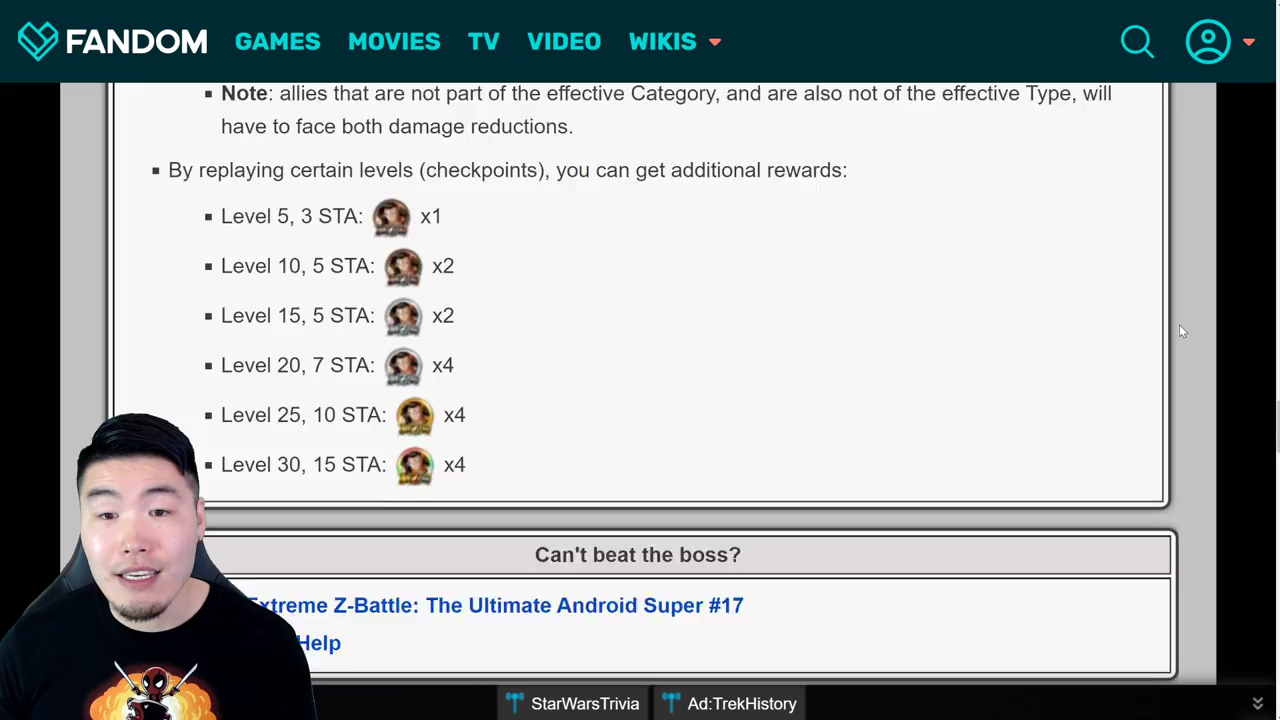 FANDOM GAMES MOVIES TV VIDEO WIKIS
Note: allies that are not part of the effective Category, and are also not of the effective Type, will
have to face both damage reductions.
By replaying certain levels (checkpoints), you can get additional rewards:
Level 5, 3 STA: x1
Level 10, 5 STA: x2
Level 15, 5 STA: x2
Level 20, 7 STA: x4
Level 25, 10 STA: x4
Level 30, 15 STA: x4
Can't beat the boss?
Extreme Z-Battle: The Ultimate Android Super #17
Help
StarWarsTrivia Ad:TrekHistory